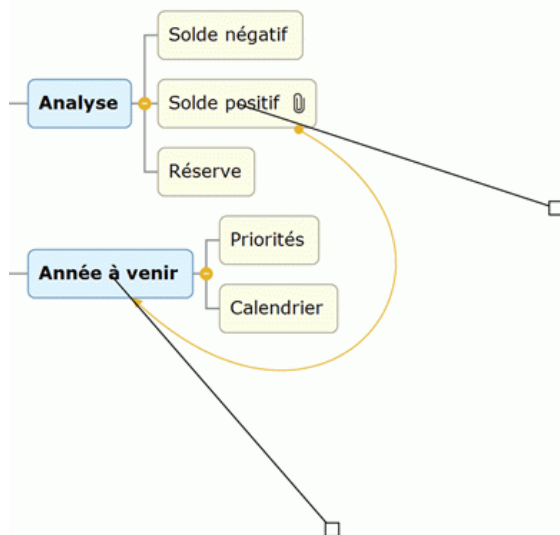 Solde négatif
Analyse
Solde positif
Réserve
Priorités
Année à venir
Calendrier